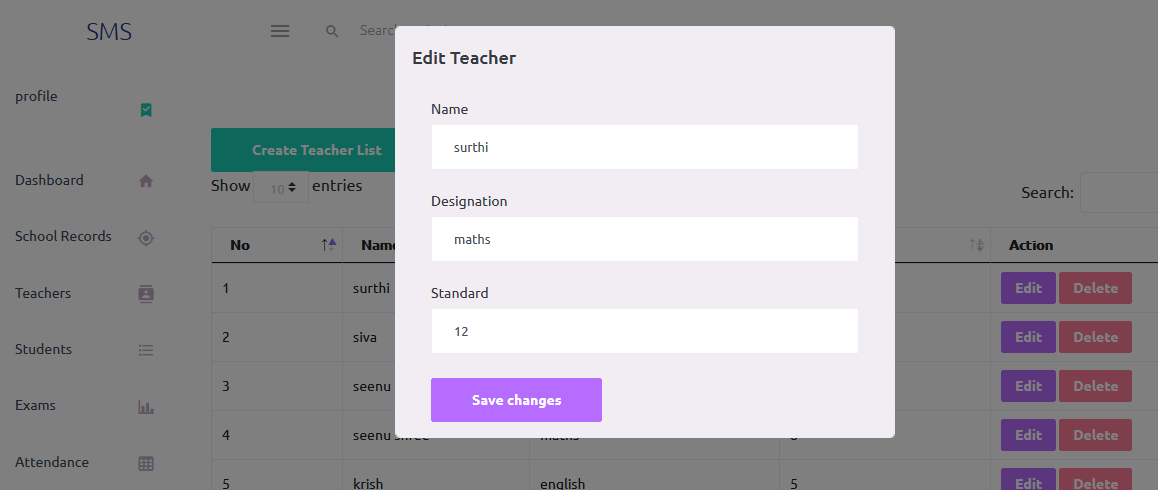 SMS
Search
profile
Dashboard
School Records
Teachers
Students
Exams
Attendance
Create Teacher List
Show 10 entries
Search:
No Name Action
1 surthi Edit Delete
2 siva Edit Delete
3 seenu Edit Delete
4 seenu shree maths Edit Delete
5 krish english 5 Edit Delete
Edit Teacher
Name
surthi
Designation
maths
Standard
12
Save changes